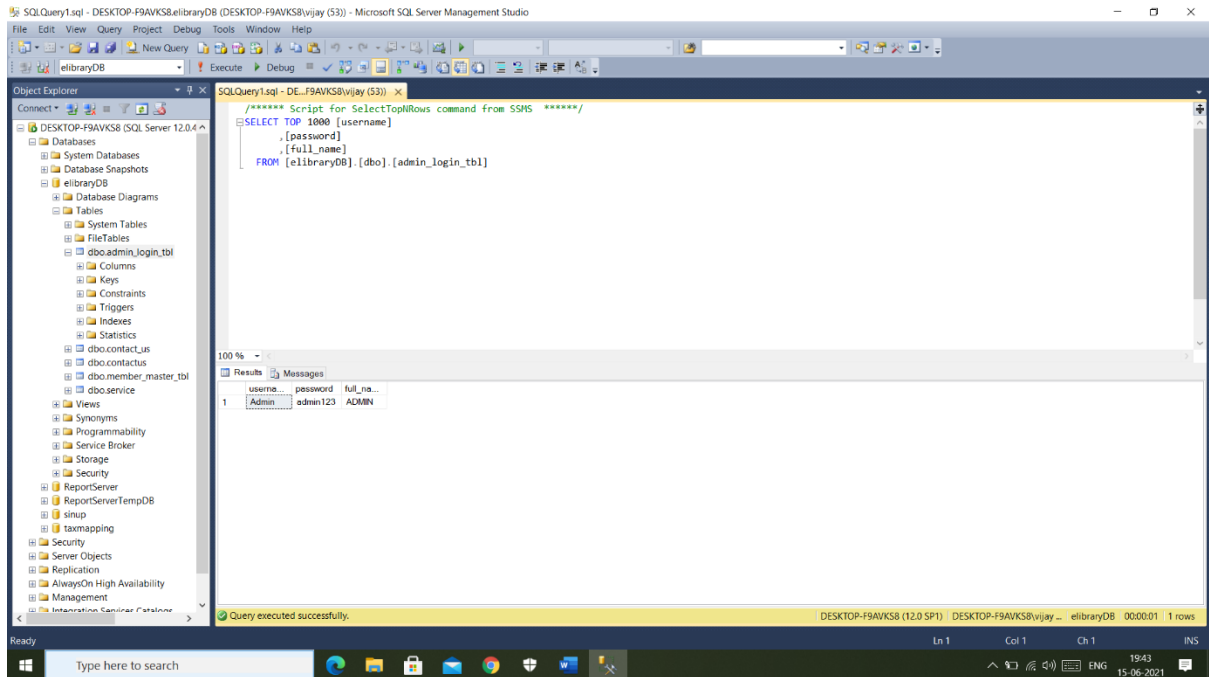 SQLQuery1.sql - DESKTOP-F9AVKS8.elibraryDB (DESKTOP-F9AVKS8\vijay (53)) - Microsoft SQL Server Management Studio
File Edit View Query Project Debug Tools Window Help
New Query
elibraryDB
Execute Debug
Object Explorer
Connect
DESKTOP-F9AVKS8 (SQL Server 12.0.4
Databases
System Databases
Database Snapshots
elibraryDB
Database Diagrams
Tables
System Tables
FileTables
dbo.admin_login_tbl
Columns
Keys
Constraints
Triggers
Indexes
Statistics
dbo.contact_us
dbo.contactus
dbo.member_master_tbl
dbo.service
Views
Synonyms
Programmability
Service Broker
Storage
Security
ReportServer
ReportServerTempDB
sinup
taxmapping
Security
Server Objects
Replication
AlwaysOn High Availability
Management
Integration Services Catalogs
SQLQuery1.sql - DE...F9AVKS8\vijay (53))
/****** Script for SelectTopNRows command from SSMS ******/
SELECT TOP 1000 [username]
,[password]
,[full_name]
FROM [elibraryDB].[dbo].[admin_login_tbl]
100 %
Results Messages
userna... password full_na...
1 Admin admin123 ADMIN
Query executed successfully.
DESKTOP-F9AVKS8 (12.0 SP1) DESKTOP-F9AVKS8\vijay ... elibraryDB 00:00:01 1 rows
Ready
Ln 1 Col 1 Ch 1 INS
Type here to search
ENG
19:43
15-06-2021